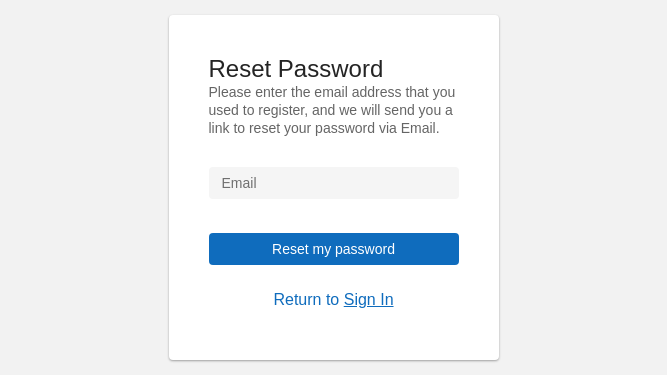 Reset Password
Please enter the email address that you
used to register, and we will send you a
link to reset your password via Email.
Email
Reset my password
Return to Sign In